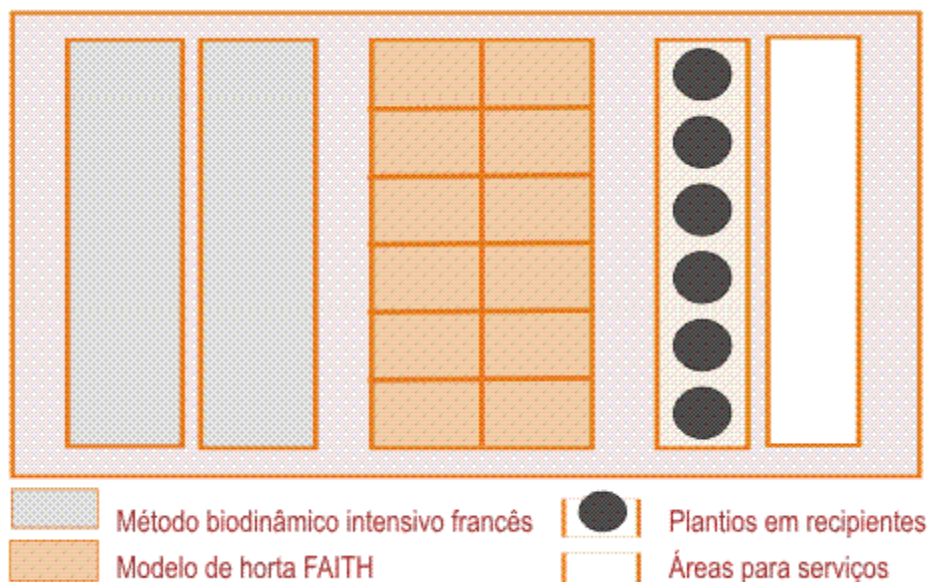 Método biodinâmico intensivo francês
Plantios em recipientes
Modelo de horta FAITH
Áreas para serviços